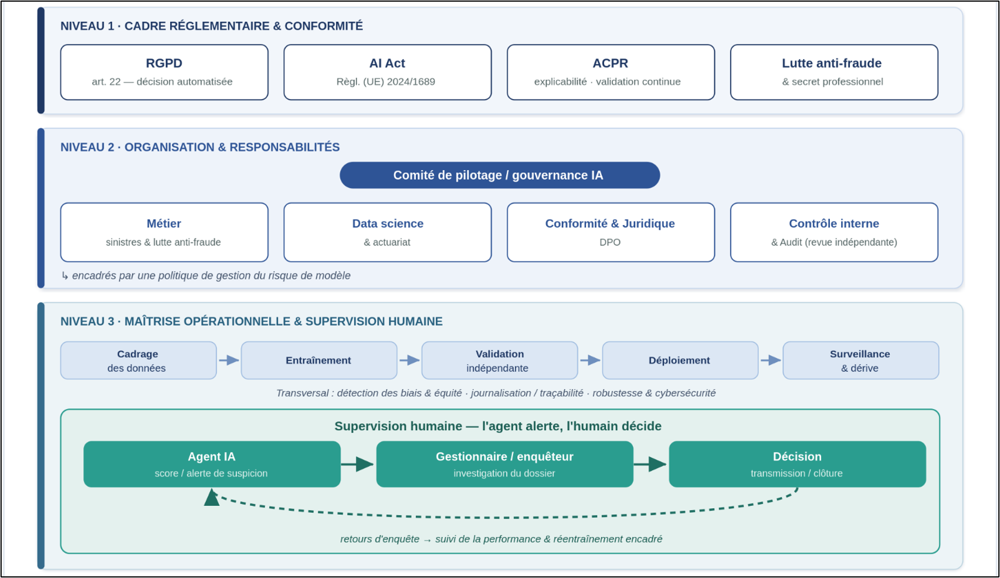 NIVEAU 1 · CADRE RÉGLEMENTAIRE & CONFORMITÉ
RGPD
art. 22 — décision automatisée
AI Act
Règl. (UE) 2024/1689
ACPR
explicabilité · validation continue
Lutte anti-fraude
& secret professionnel
NIVEAU 2 · ORGANISATION & RESPONSABILITÉS
Comité de pilotage / gouvernance IA
Métier
sinistres & lutte anti-fraude
Data science
& actuariat
Conformité & Juridique
DPO
Contrôle interne
& Audit (revue indépendante)
↳ encadrés par une politique de gestion du risque de modèle
NIVEAU 3 · MAÎTRISE OPÉRATIONNELLE & SUPERVISION HUMAINE
Cadrage
des données
Entraînement
Validation
indépendante
Déploiement
Surveillance
& dérive
Transversal : détection des biais & équité · journalisation / traçabilité · robustesse & cybersécurité
Supervision humaine — l'agent alerte, l'humain décide
Agent IA
score / alerte de suspicion
Gestionnaire / enquêteur
investigation du dossier
Décision
transmission / clôture
retours d'enquête → suivi de la performance & réentraînement encadré